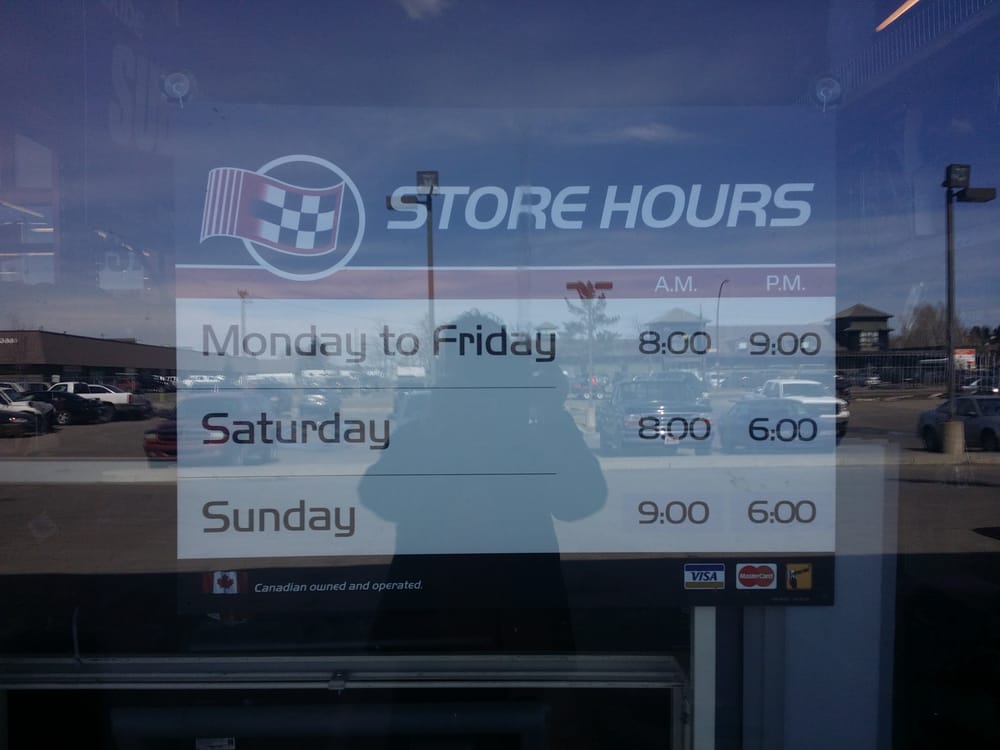 STORE HOURS
A.M. P.M.
Monday to Friday 8:00 9:00
Saturday 8:00 6:00
Sunday 9:00 6:00
Canadian owned and operated.
VISA MasterCard